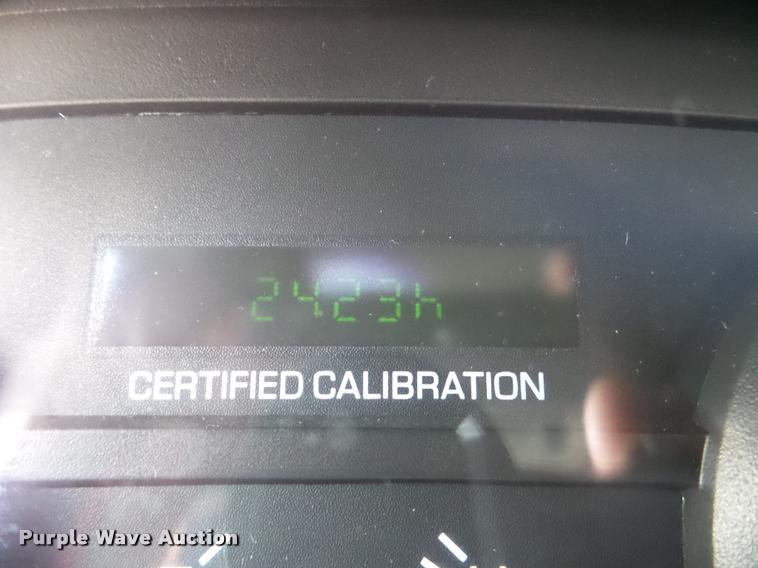 2423h
CERTIFIED CALIBRATION
Purple Wave Auction